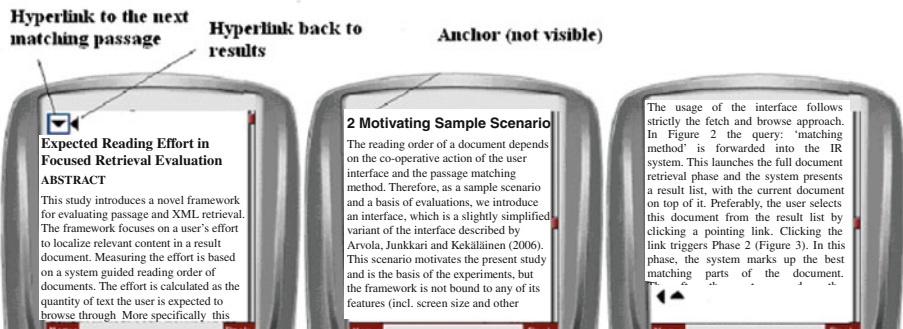 Hyperlink to the next
matching passage
Hyperlink back to
results
Anchor (not visible)
Expected Reading Effort in
Focused Retrieval Evaluation
ABSTRACT
This study introduces a novel framework
for evaluating passage and XML retrieval.
The framework focuses on a user's effort
to localize relevant content in a result
document. Measuring the effort is based
on a system guided reading order of
documents. The effort is calculated as the
quantity of text the user is expected to
browse through More specifically this
2 Motivating Sample Scenario
The reading order of a document depends
on the co-operative action of the user
interface and the passage matching
method. Therefore, as a sample scenario
and a basis of evaluations, we introduce
an interface, which is a slightly simplified
variant of the interface described by
Arvola, Junkkari and Kekäläinen (2006).
This scenario motivates the present study
and is the basis of the experiments, but
the framework is not bound to any of its
features (incl. screen size and other
The usage of the interface follows
strictly the fetch and browse approach.
In Figure 2 the query: 'matching
method' is forwarded into the IR
system. This launches the full document
retrieval phase and the system presents
a result list, with the current document
on top of it. Preferably, the user selects
this document from the result list by
clicking a pointing link. Clicking the
link triggers Phase 2 (Figure 3). In this
phase, the system marks up the best
matching parts of the document.